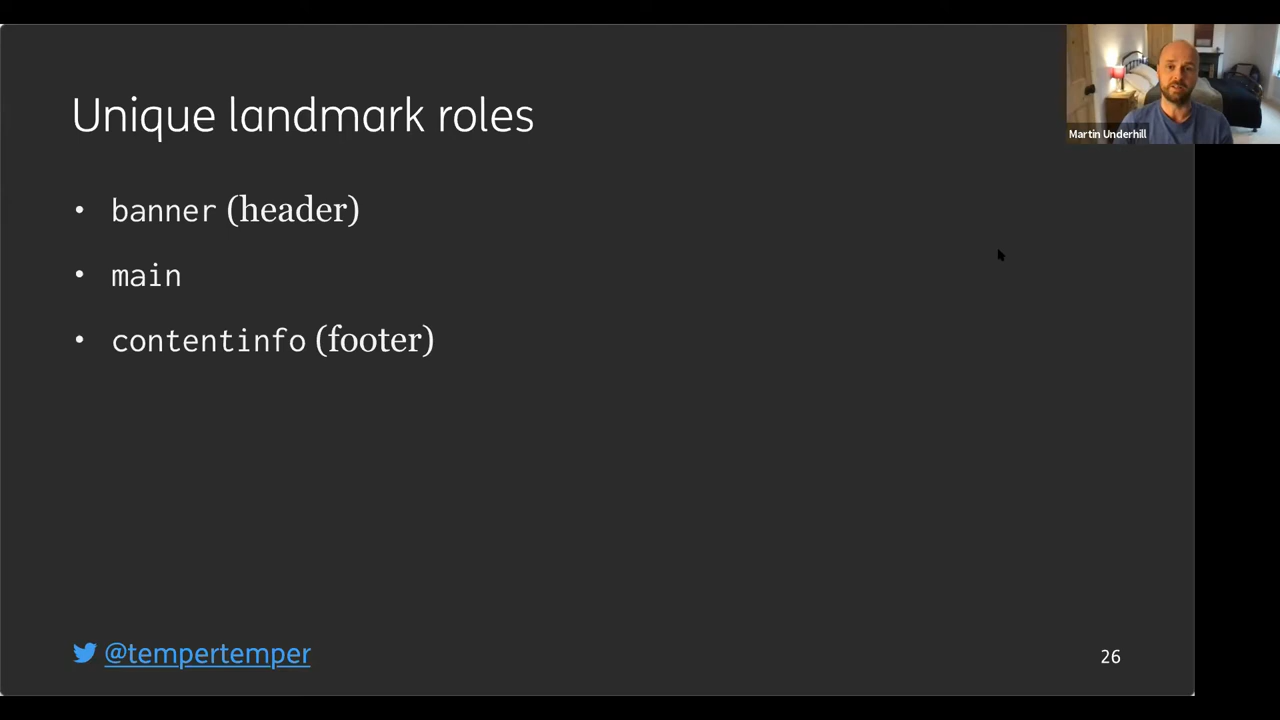 Unique landmark roles
Martin Underhill
• banner (header)
• main
• contentinfo (footer)
@tempertemper
26